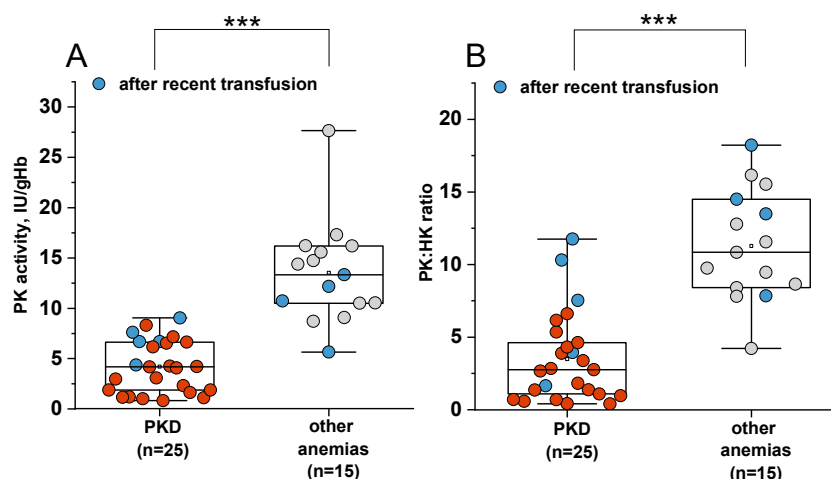 A
***
after recent transfusion
PK activity, IU/gHb
30
25
20
15
10
5
0
PKD
(n=25)
other
anemias
(n=15)
B
***
after recent transfusion
PK:HK ratio
20
15
10
5
0
PKD
(n=25)
other
anemias
(n=15)